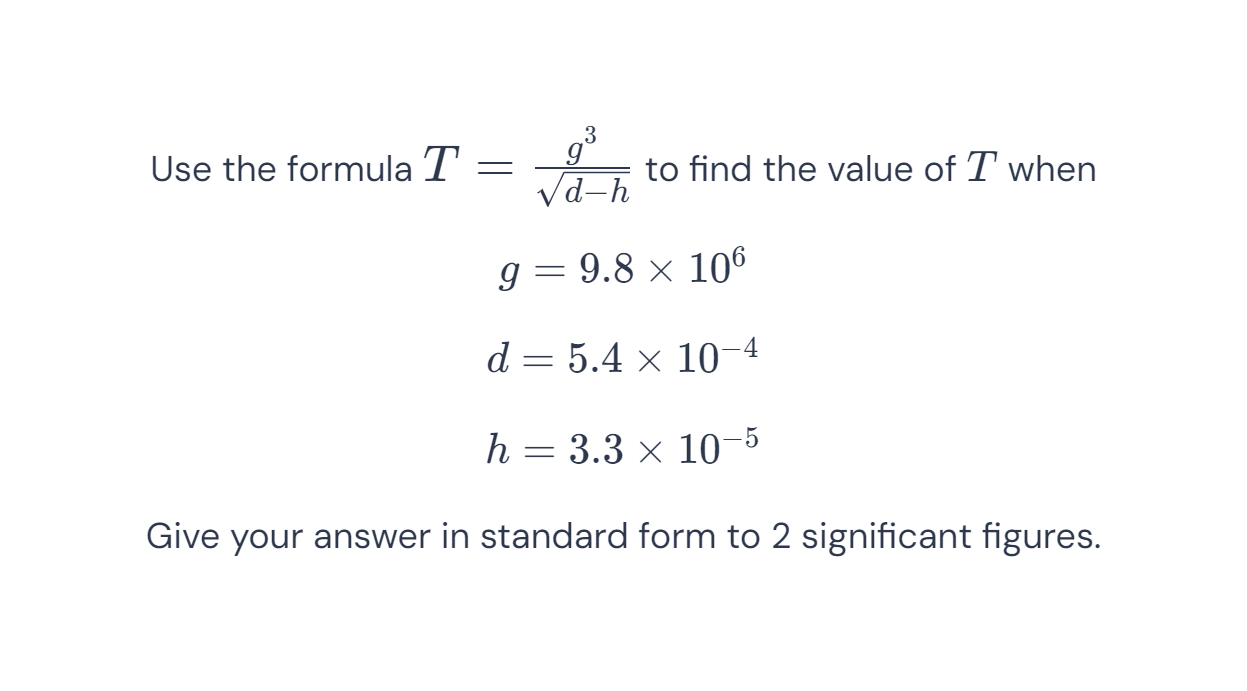 Use the formula $T = \frac{g^3}{\sqrt{d-h}}$ to find the value of $T$ when
$g = 9.8 \times 10^6$
$d = 5.4 \times 10^{-4}$
$h = 3.3 \times 10^{-5}$
Give your answer in standard form to 2 significant figures.